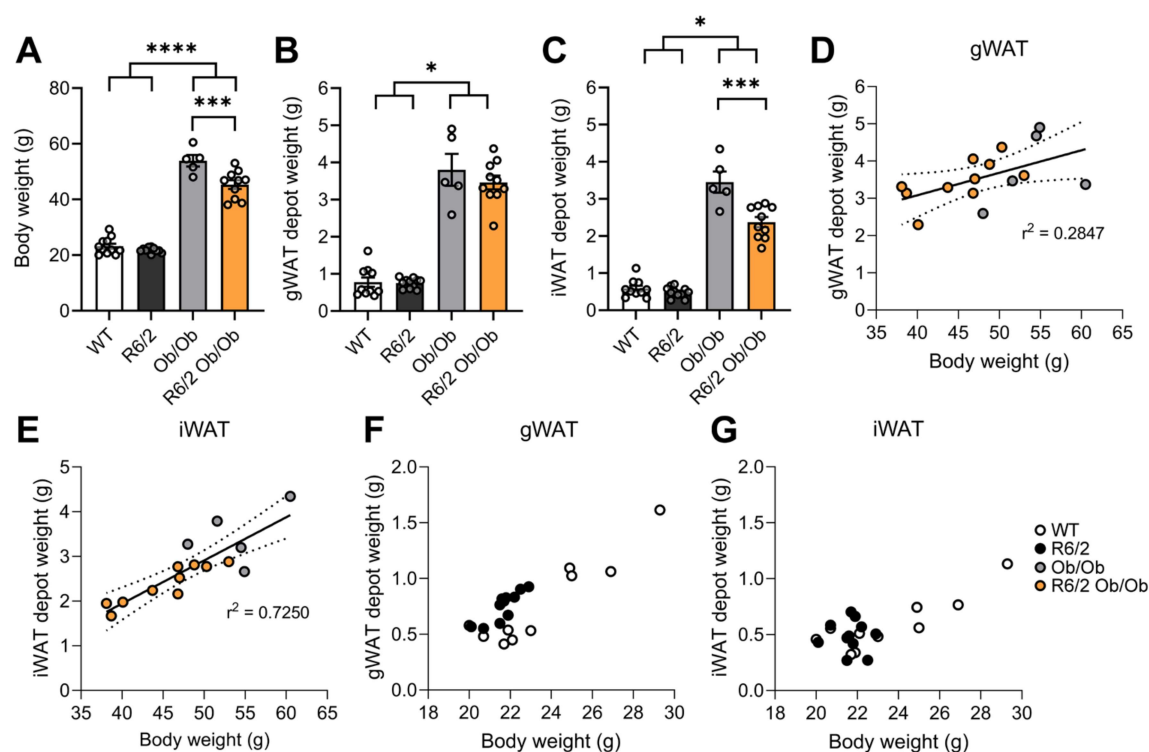 A
Body weight (g)
80
60
40
20
0
****
***
WT
R6/2
Ob/Ob
R6/2 Ob/Ob
B
gWAT depot weight (g)
6
5
4
3
2
1
0
*
WT
R6/2
Ob/Ob
R6/2 Ob/Ob
C
iWAT depot weight (g)
6
5
4
3
2
1
0
*
***
WT
R6/2
Ob/Ob
R6/2 Ob/Ob
D
gWAT
gWAT depot weight (g)
6
5
4
3
2
1
0
r² = 0.2847
35 45 55 65
Body weight (g)
E
iWAT
iWAT depot weight (g)
5
4
3
2
1
0
r² = 0.7250
35 40 45 50 55 60 65
Body weight (g)
F
gWAT
gWAT depot weight (g)
2.0
1.5
1.0
0.5
0.0
18 20 22 24 26 28 30
Body weight (g)
G
iWAT
iWAT depot weight (g)
2.0
1.5
1.0
0.5
0.0
18 20 22 24 26 28 30
Body weight (g)
WT
R6/2
Ob/Ob
R6/2 Ob/Ob